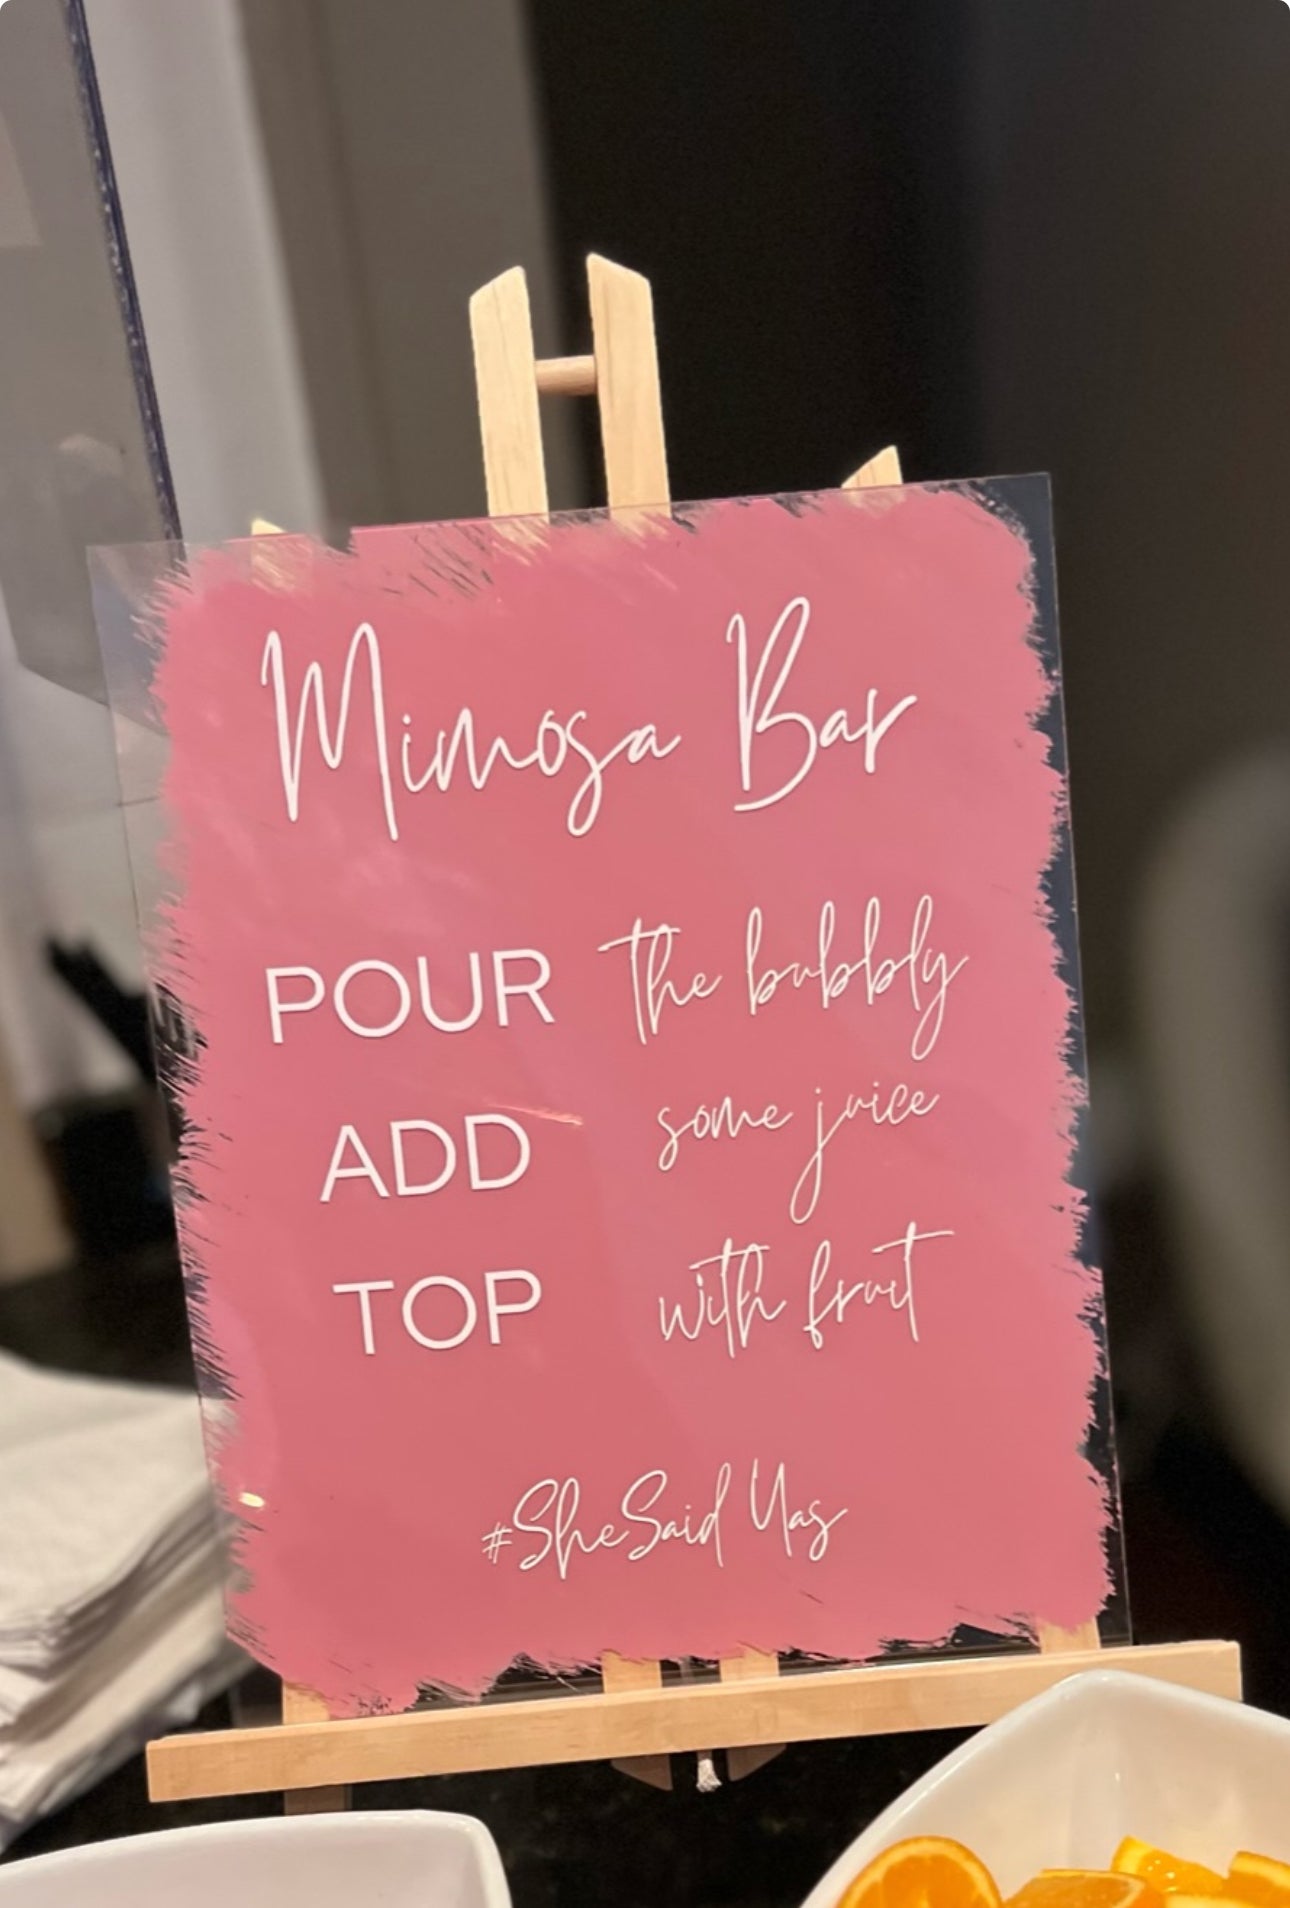 Mimosa Bar
POUR the bubbly
ADD some juice
TOP with fruit
#SheSaid Yas